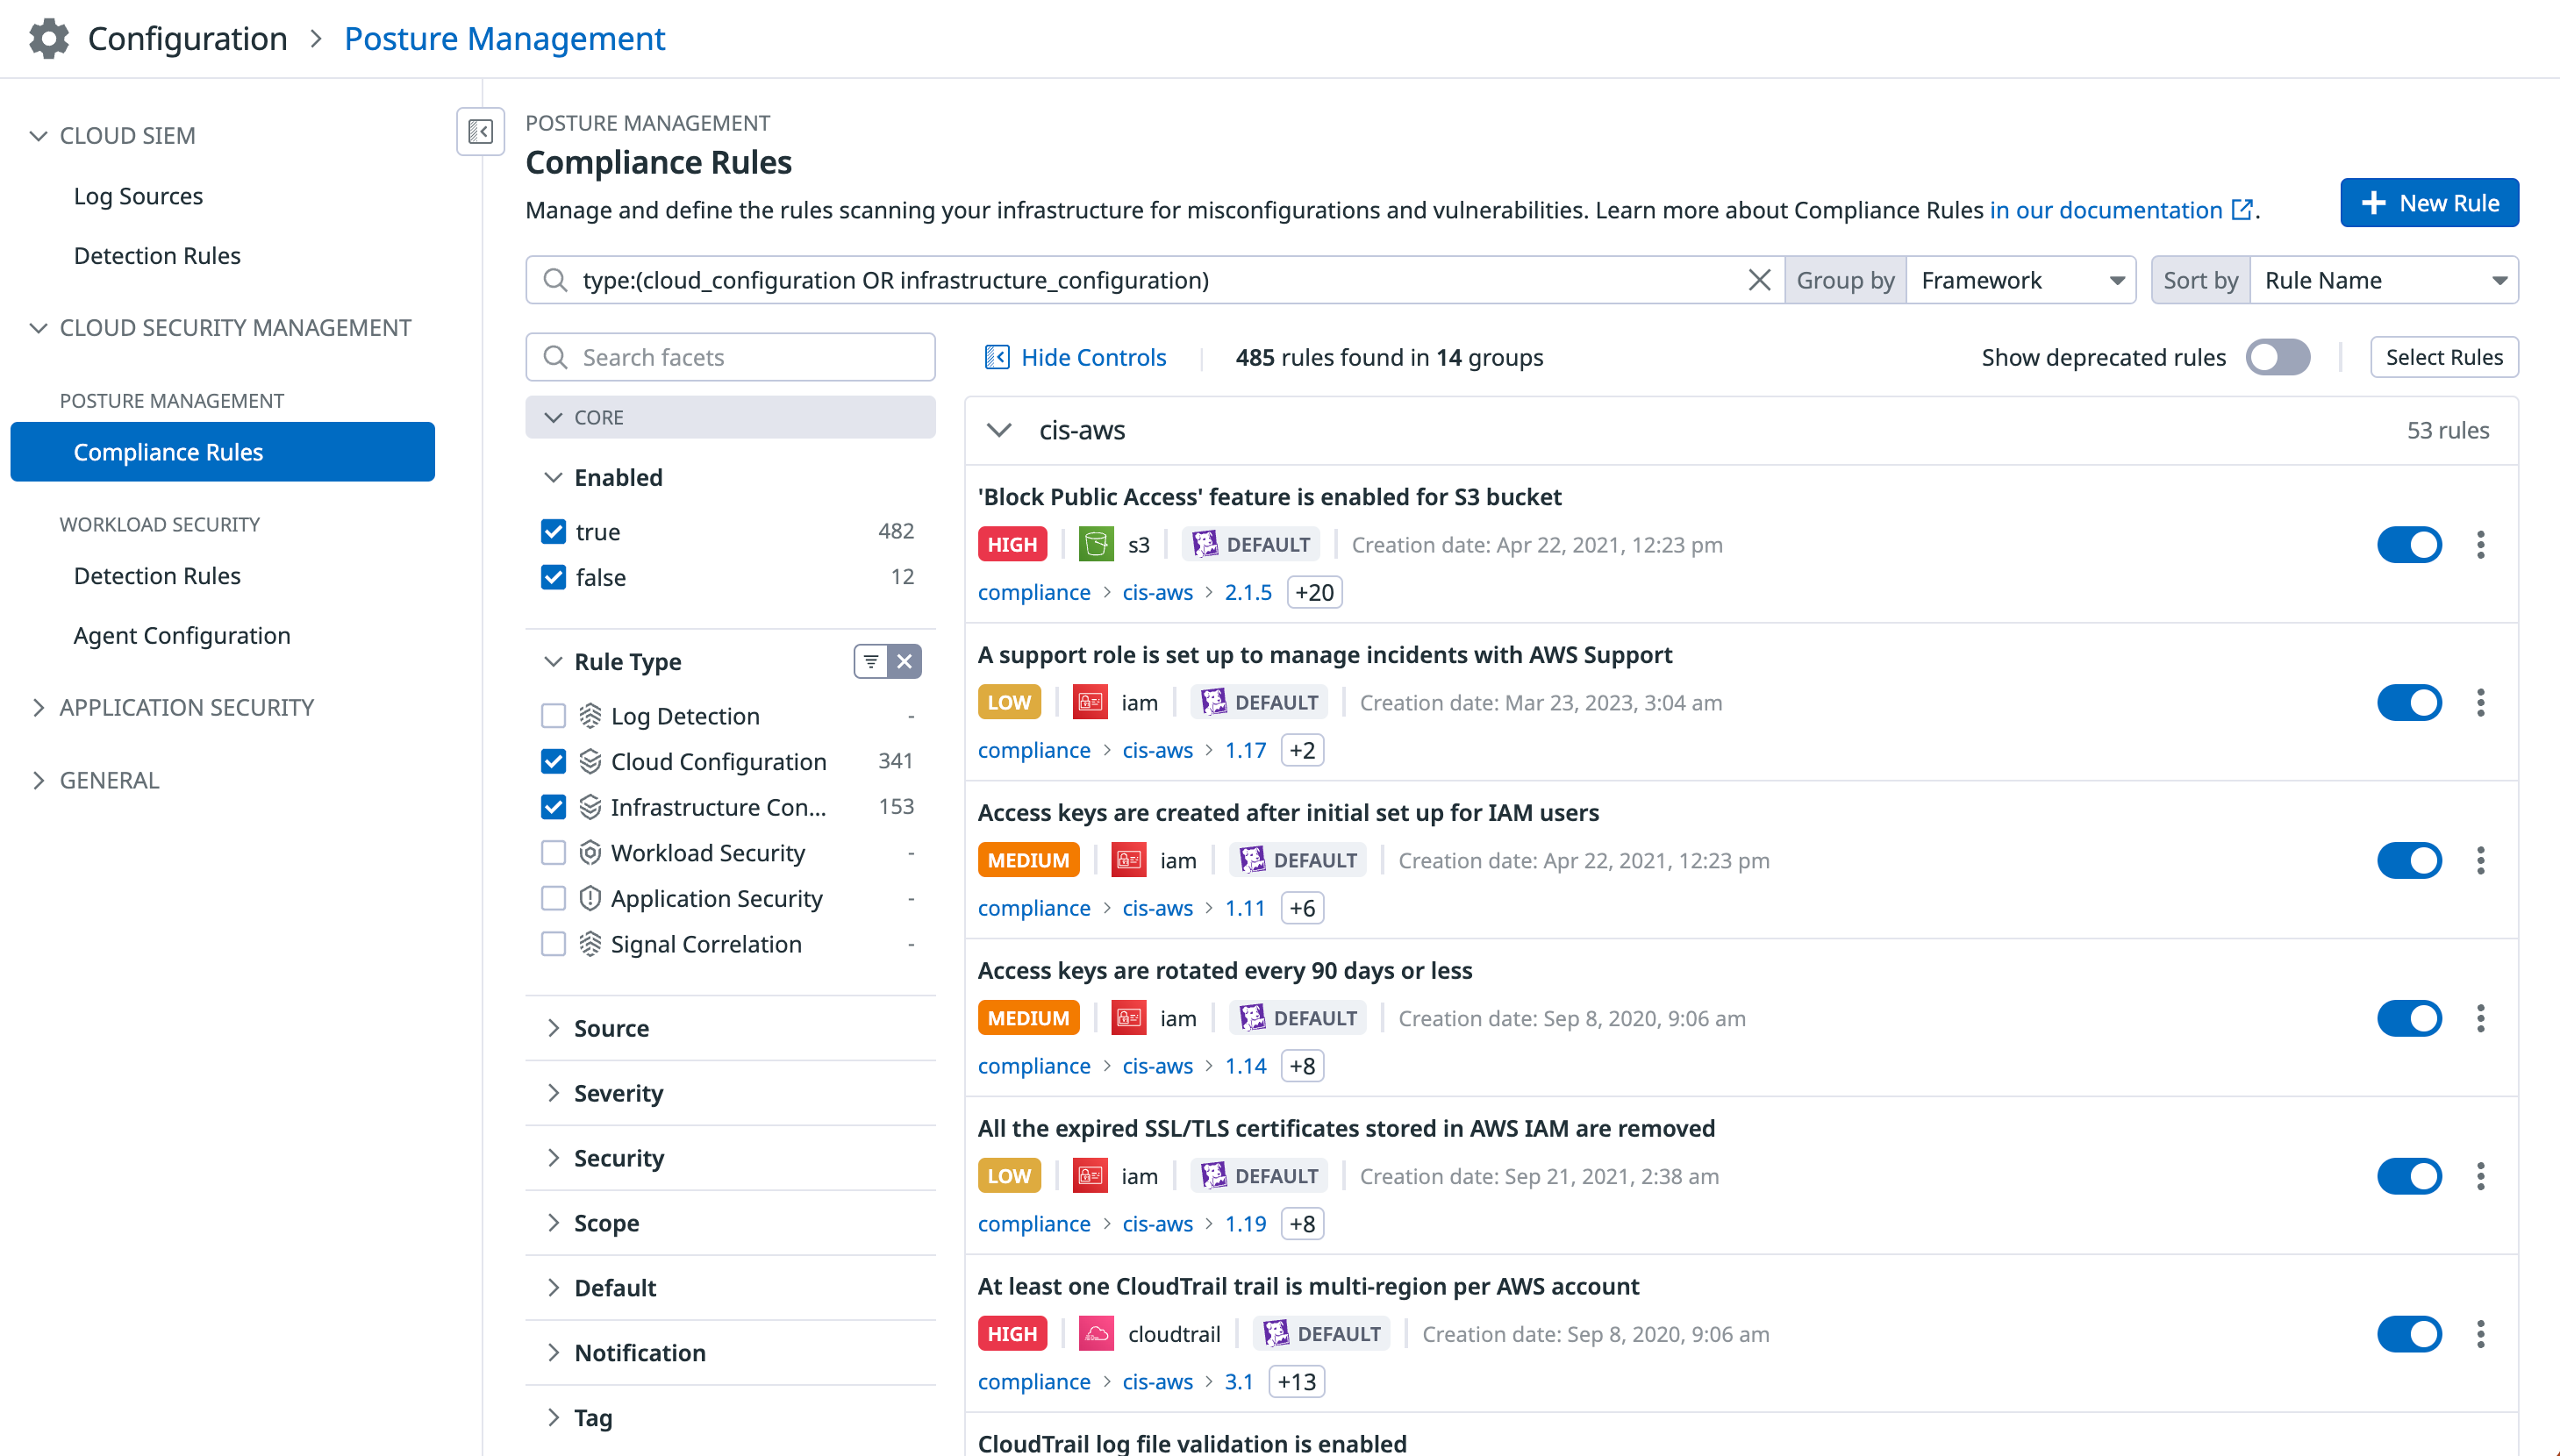 Configuration > Posture Management
CLOUD SIEM
Log Sources
Detection Rules
CLOUD SECURITY MANAGEMENT
POSTURE MANAGEMENT
Compliance Rules
WORKLOAD SECURITY
Detection Rules
Agent Configuration
APPLICATION SECURITY
GENERAL
POSTURE MANAGEMENT
Compliance Rules
Manage and define the rules scanning your infrastructure for misconfigurations and vulnerabilities. Learn more about Compliance Rules in our documentation.
+ New Rule
type:(cloud_configuration OR infrastructure_configuration)
Group by Framework
Sort by Rule Name
Search facets
CORE
Enabled
true 482
false 12
Rule Type
Log Detection -
Cloud Configuration 341
Infrastructure Con... 153
Workload Security -
Application Security -
Signal Correlation -
Source
Severity
Security
Scope
Default
Notification
Tag
Hide Controls
485 rules found in 14 groups
Show deprecated rules
Select Rules
cis-aws 53 rules
'Block Public Access' feature is enabled for S3 bucket
HIGH s3 DEFAULT Creation date: Apr 22, 2021, 12:23 pm
compliance > cis-aws > 2.1.5 +20
A support role is set up to manage incidents with AWS Support
LOW iam DEFAULT Creation date: Mar 23, 2023, 3:04 am
compliance > cis-aws > 1.17 +2
Access keys are created after initial set up for IAM users
MEDIUM iam DEFAULT Creation date: Apr 22, 2021, 12:23 pm
compliance > cis-aws > 1.11 +6
Access keys are rotated every 90 days or less
MEDIUM iam DEFAULT Creation date: Sep 8, 2020, 9:06 am
compliance > cis-aws > 1.14 +8
All the expired SSL/TLS certificates stored in AWS IAM are removed
LOW iam DEFAULT Creation date: Sep 21, 2021, 2:38 am
compliance > cis-aws > 1.19 +8
At least one CloudTrail trail is multi-region per AWS account
HIGH cloudtrail DEFAULT Creation date: Sep 8, 2020, 9:06 am
compliance > cis-aws > 3.1 +13
CloudTrail log file validation is enabled